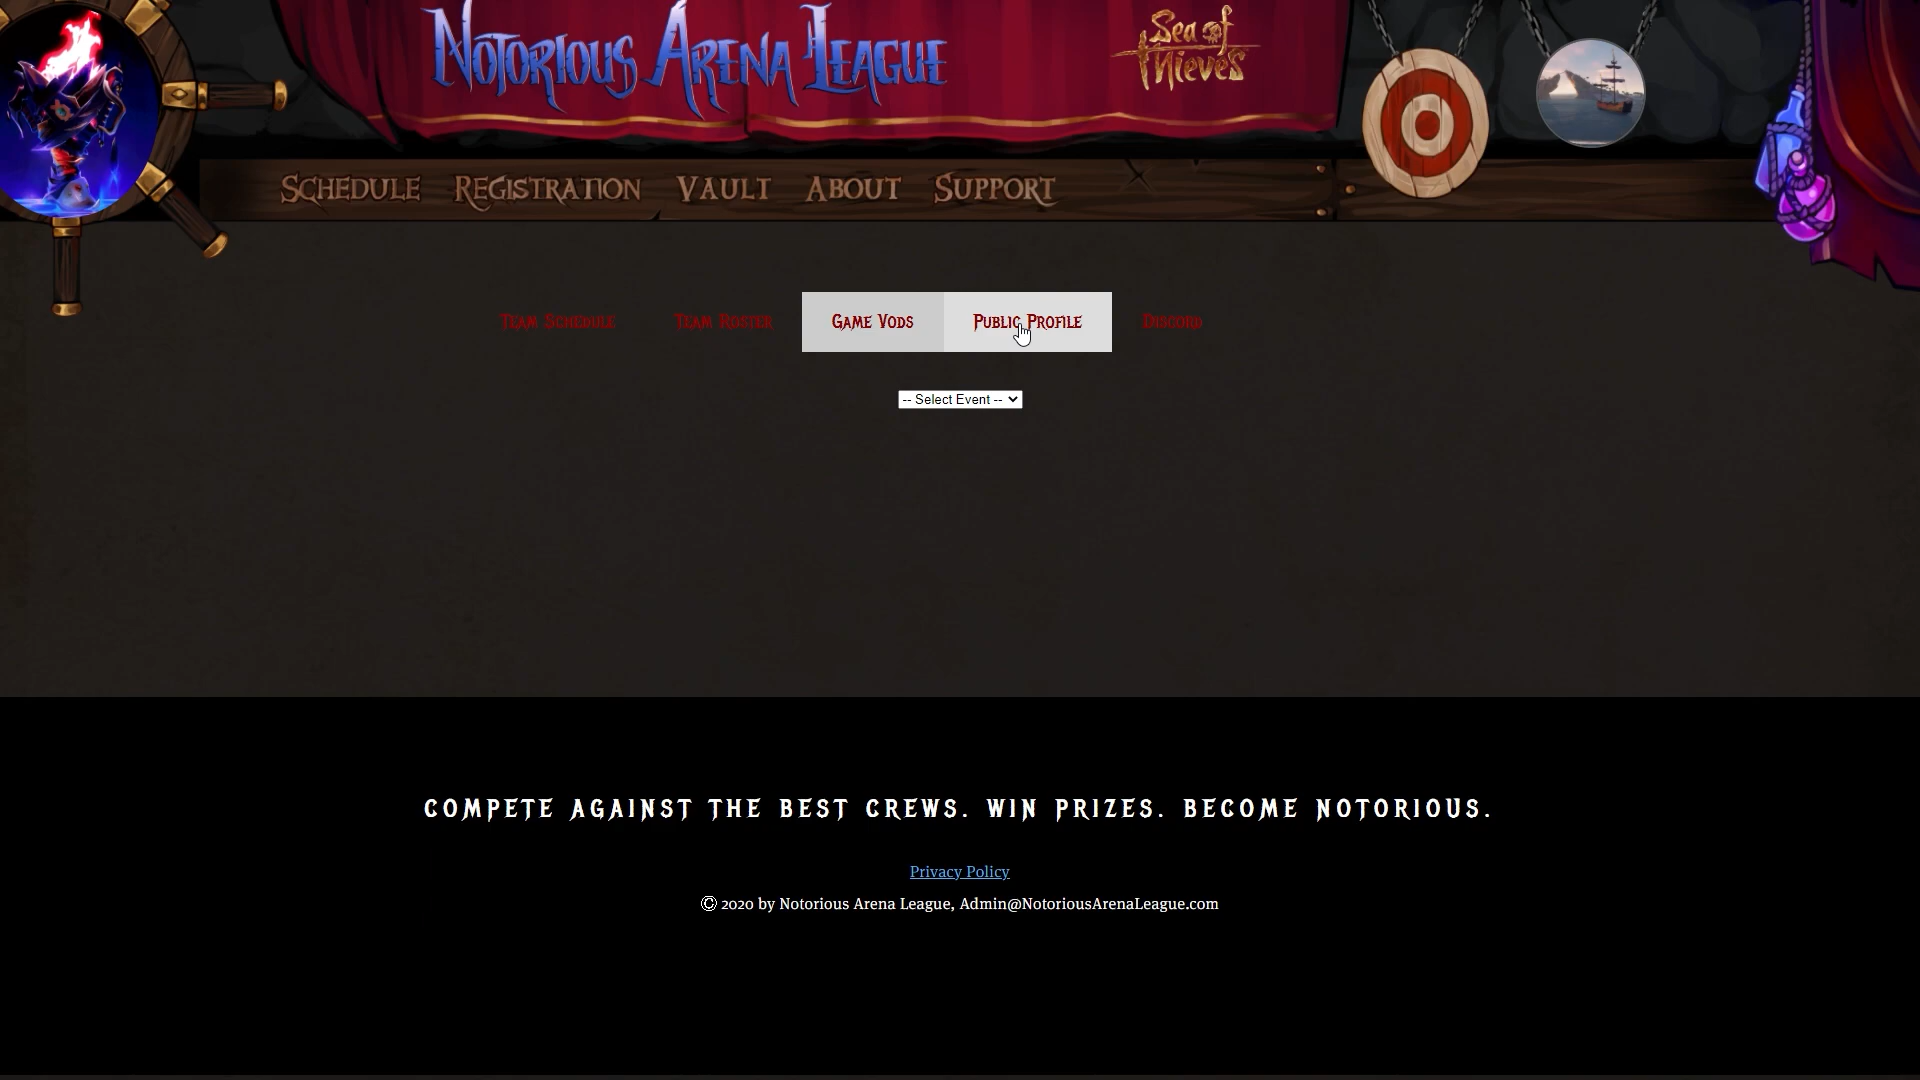 Notorious Arena League
Sea of Thieves
Schedule Registration Vault About Support
Team Schedule Team Roster Game Vods Public Profile Discord
-- Select Event --
COMPETE AGAINST THE BEST CREWS. WIN PRIZES. BECOME NOTORIOUS.
Privacy Policy
© 2020 by Notorious Arena League, Admin@NotoriousArenaLeague.com